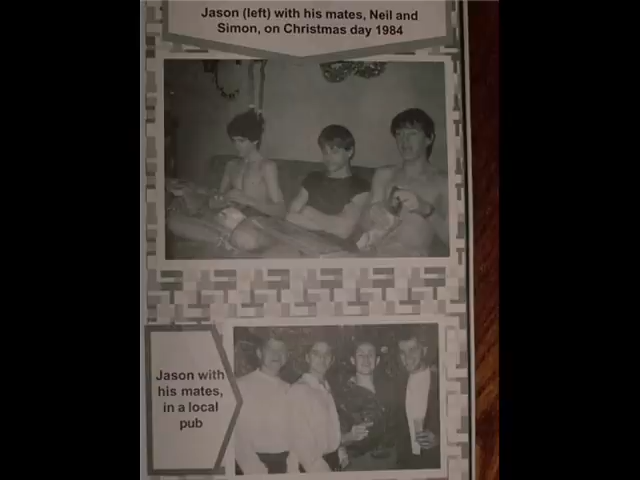 Jason (left) with his mates, Neil and
Simon, on Christmas day 1984
Jason with
his mates,
in a local
pub